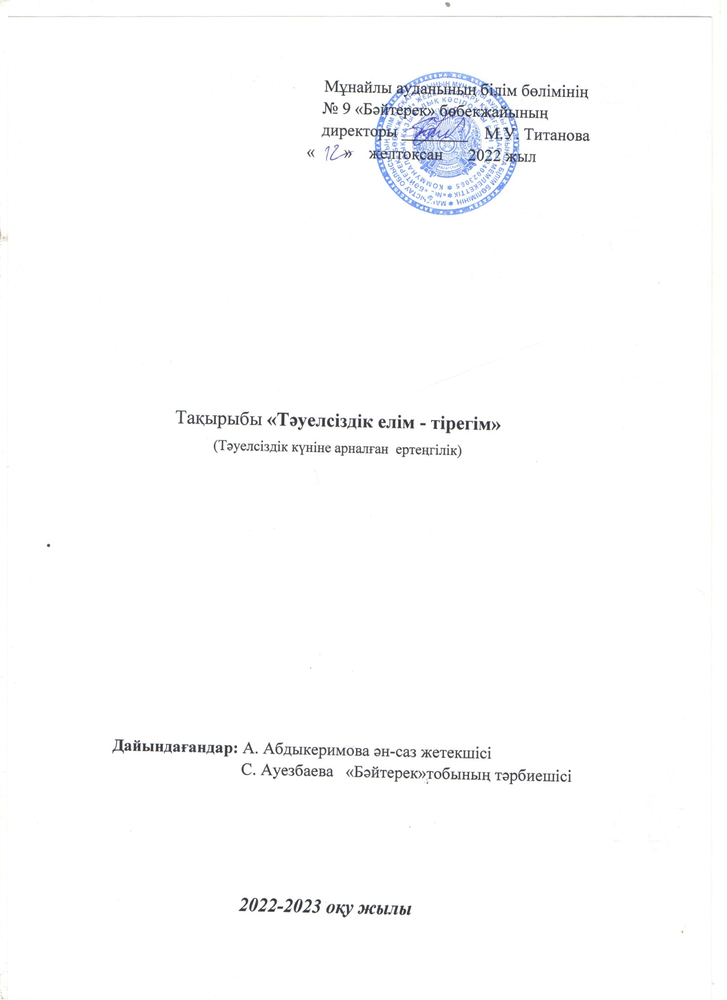 Мұнайлы ауданының білім бөлімінің
№ 9 «Бәйтерек» бөбекжайының
директоры __________ М.У. Титанова
« 12 » желтоқсан 2022 жыл
Тақырыбы «Тәуелсіздік елім - тірегім»
(Тәуелсіздік күніне арналған ертеңгілік)
Дайындағандар: А. Абдыкеримова ән-саз жетекшісі
С. Ауезбаева «Бәйтерек»тобының тәрбиешісі
2022-2023 оқу жылы